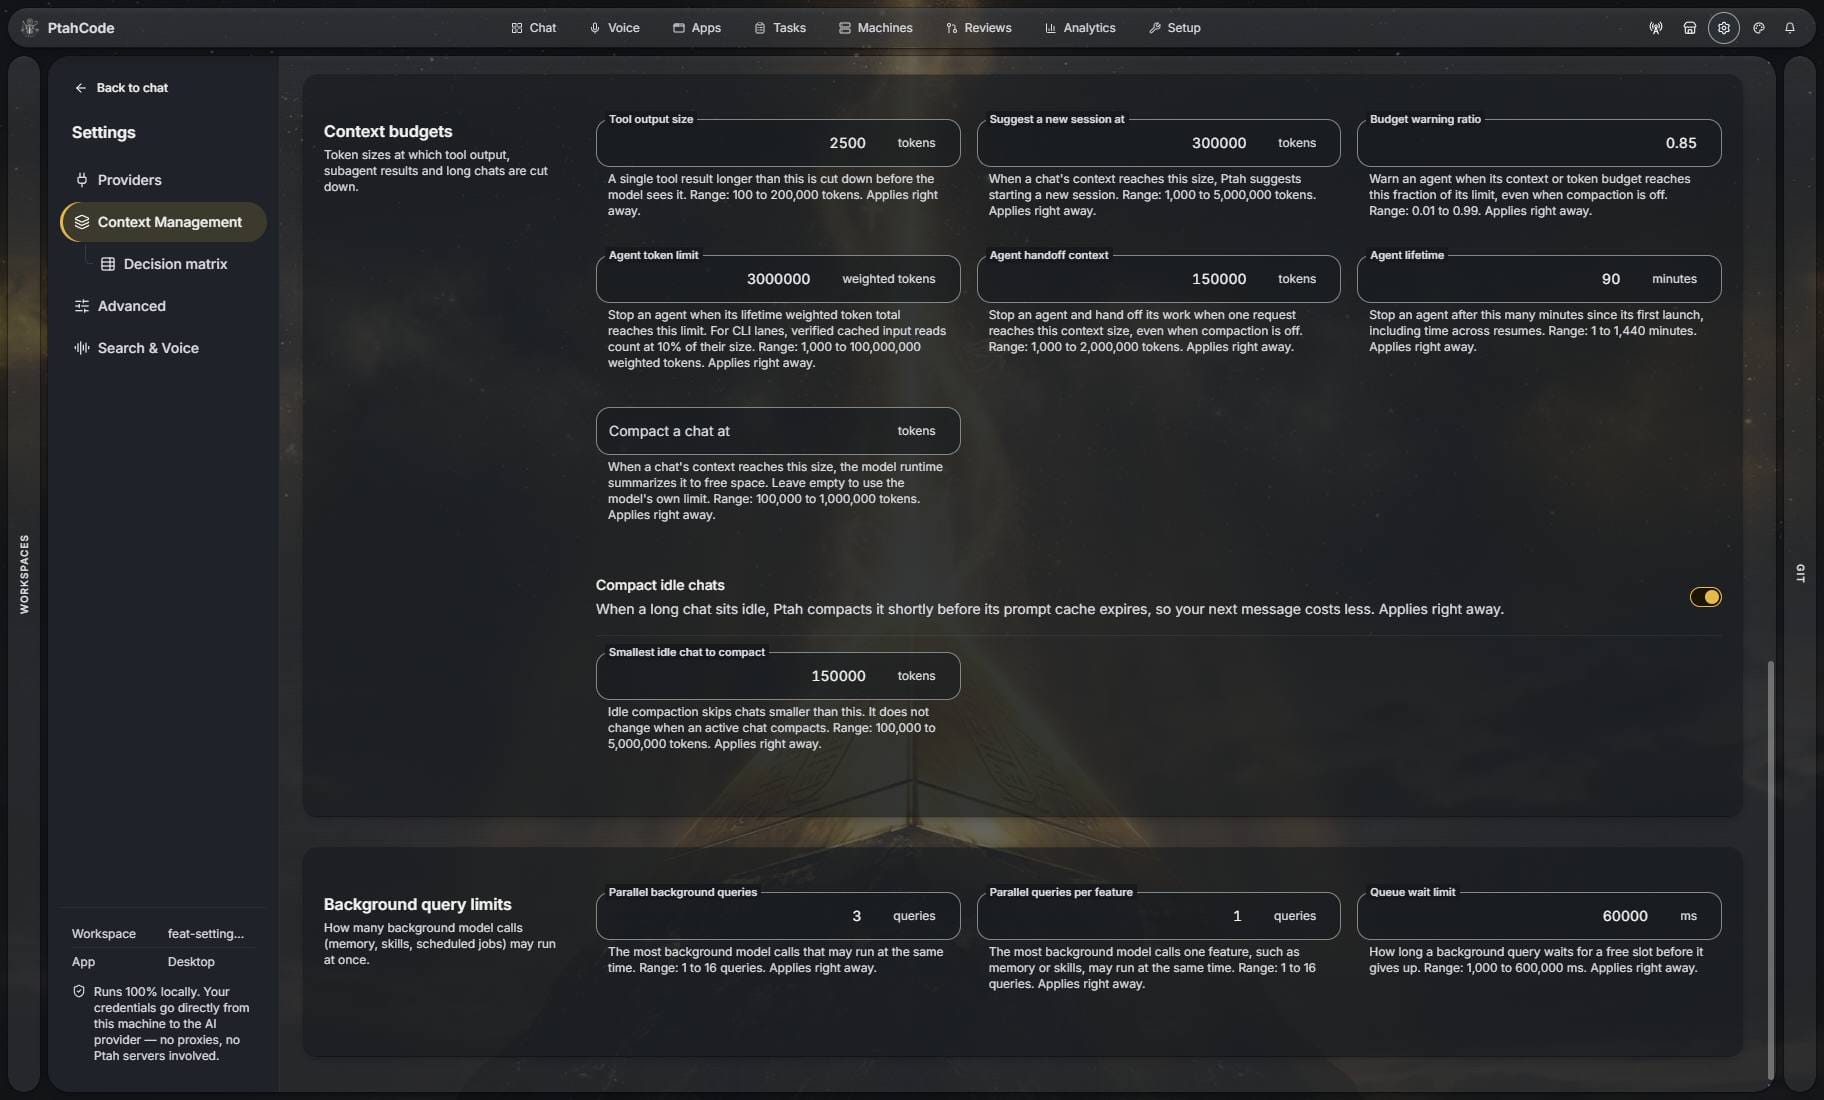 PtahCode
Chat
Voice
Apps
Tasks
Machines
Reviews
Analytics
Setup
WORKSPACES
Back to chat
Settings
Providers
Context Management
Decision matrix
Advanced
Search & Voice
Workspace feat-setting...
App Desktop
Runs 100% locally. Your
credentials go directly from
this machine to the AI
provider — no proxies, no
Ptah servers involved.
Context budgets
Token sizes at which tool output,
subagent results and long chats are cut
down.
Tool output size
2500 tokens
A single tool result longer than this is cut down before the
model sees it. Range: 100 to 200,000 tokens. Applies right
away.
Suggest a new session at
300000 tokens
When a chat's context reaches this size, Ptah suggests
starting a new session. Range: 1,000 to 5,000,000 tokens.
Applies right away.
Budget warning ratio
0.85
Warn an agent when its context or token budget reaches
this fraction of its limit, even when compaction is off.
Range: 0.01 to 0.99. Applies right away.
Agent token limit
3000000 weighted tokens
Stop an agent when its lifetime weighted token total
reaches this limit. For CLI lanes, verified cached input reads
count at 10% of their size. Range: 1,000 to 100,000,000
weighted tokens. Applies right away.
Agent handoff context
150000 tokens
Stop an agent and hand off its work when one request
reaches this context size, even when compaction is off.
Range: 1,000 to 2,000,000 tokens. Applies right away.
Agent lifetime
90 minutes
Stop an agent after this many minutes since its first launch,
including time across resumes. Range: 1 to 1,440 minutes.
Applies right away.
Compact a chat at tokens
When a chat's context reaches this size, the model runtime
summarizes it to free space. Leave empty to use the
model's own limit. Range: 100,000 to 1,000,000 tokens.
Applies right away.
Compact idle chats
When a long chat sits idle, Ptah compacts it shortly before its prompt cache expires, so your next message costs less. Applies right away.
Smallest idle chat to compact
150000 tokens
Idle compaction skips chats smaller than this. It does not
change when an active chat compacts. Range: 100,000 to
5,000,000 tokens. Applies right away.
Background query limits
How many background model calls
(memory, skills, scheduled jobs) may run
at once.
Parallel background queries
3 queries
The most background model calls that may run at the same
time. Range: 1 to 16 queries. Applies right away.
Parallel queries per feature
1 queries
The most background model calls one feature, such as
memory or skills, may run at the same time. Range: 1 to 16
queries. Applies right away.
Queue wait limit
60000 ms
How long a background query waits for a free slot before it
gives up. Range: 1,000 to 600,000 ms. Applies right away.
GIT